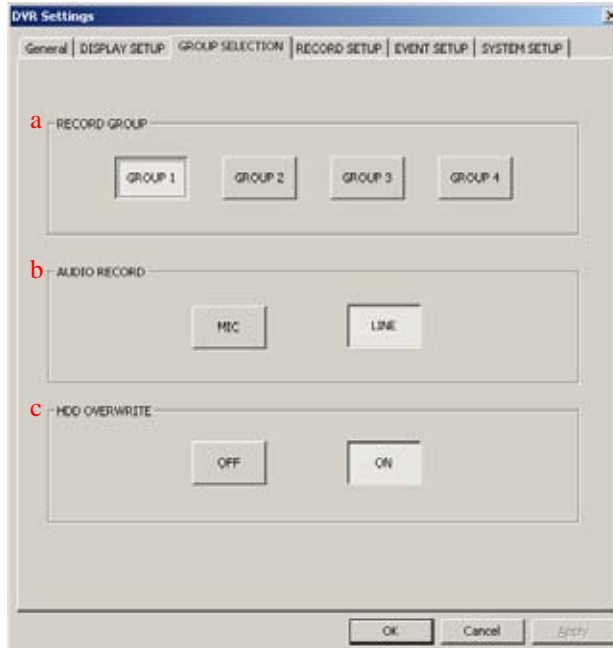 DVR Settings
General DISPLAY SETUP GROUP SELECTION RECORD SETUP EVENT SETUP SYSTEM SETUP
a RECORD GROUP
GROUP 1 GROUP 2 GROUP 3 GROUP 4
b AUDIO RECORD
MIC LINE
c HDD OVERWRITE
OFF ON
OK Cancel Apply